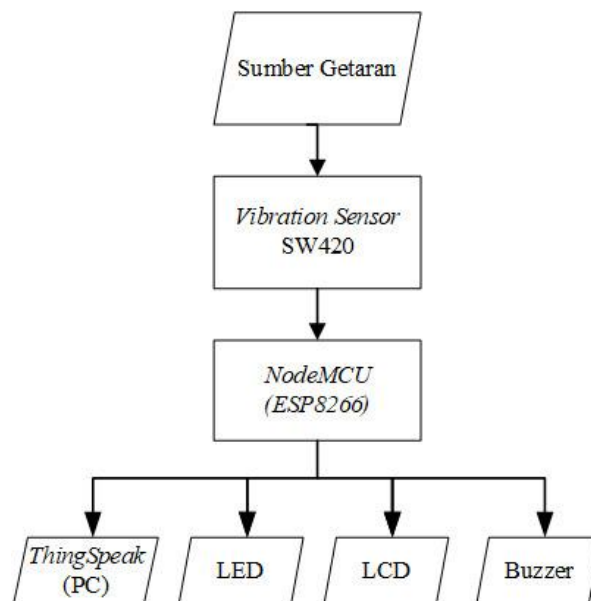 Sumber Getaran
Vibration Sensor
SW420
NodeMCU
(ESP8266)
ThingSpeak
(PC)
LED
LCD
Buzzer